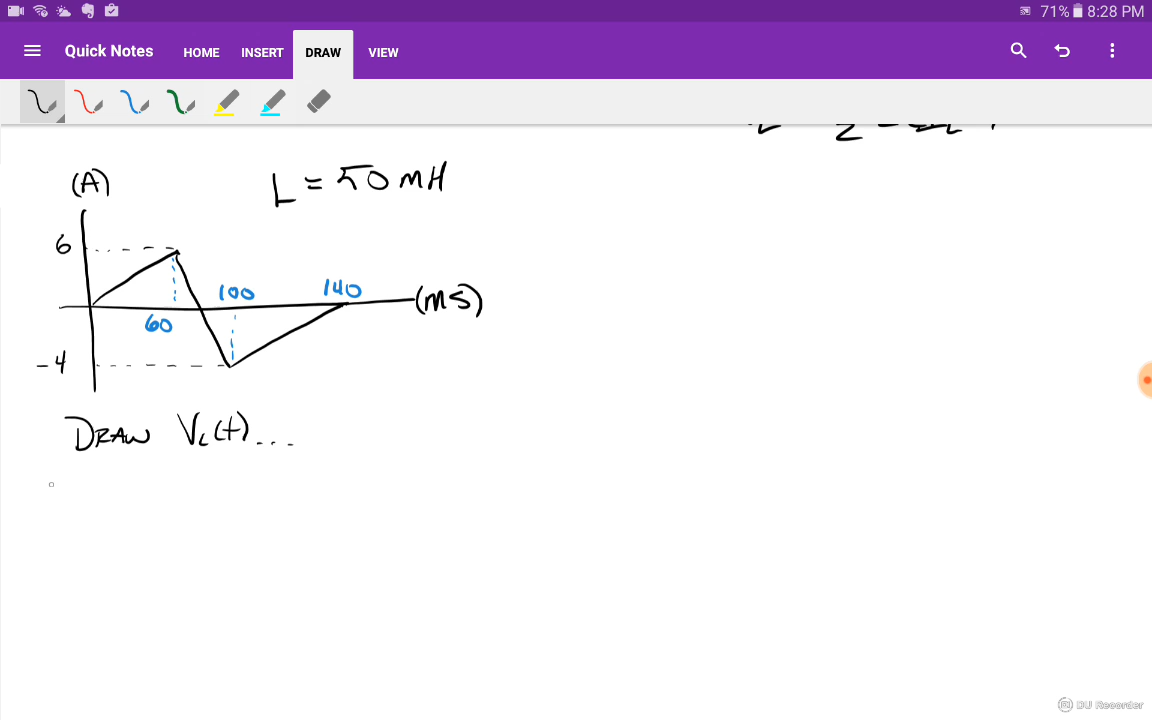 71% 8:28 PM
Quick Notes HOME INSERT DRAW VIEW
(A)
L = 50 mH
6
100
140
(ms)
60
-4
DRAW VL(t)...
DU Recorder